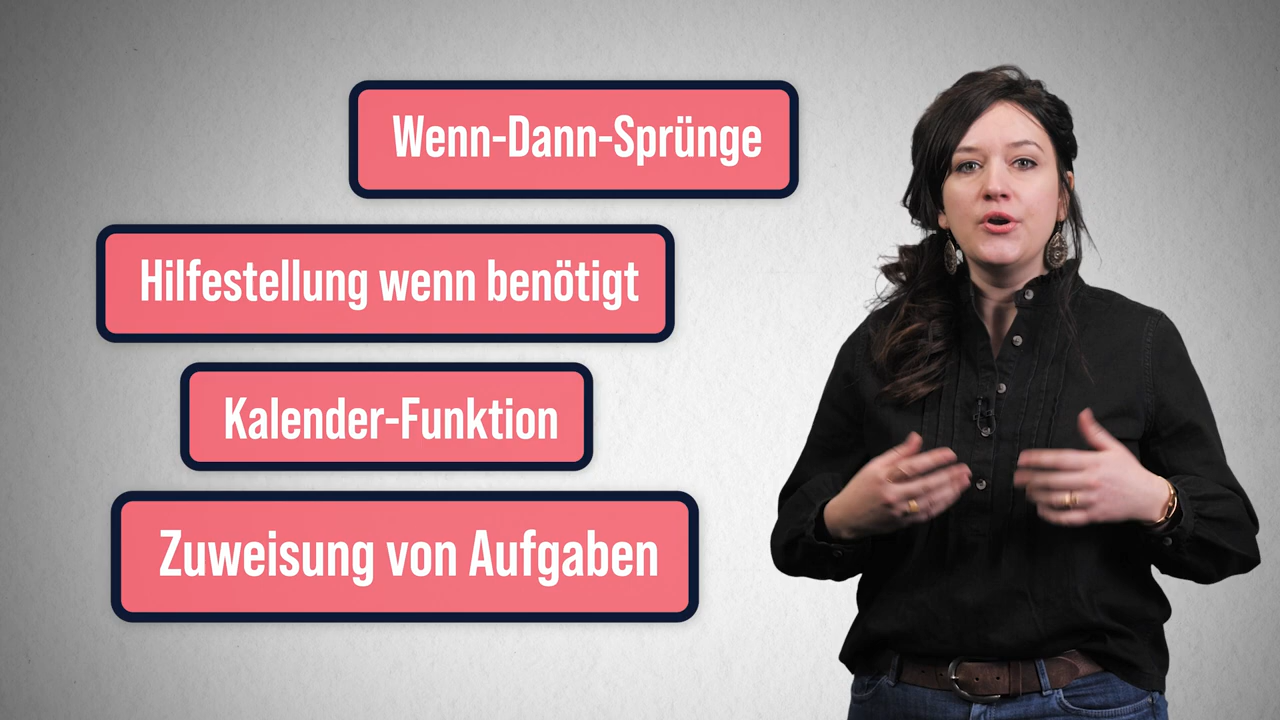 Wenn-Dann-Sprünge
Hilfestellung wenn benötigt
Kalender-Funktion
Zuweisung von Aufgaben